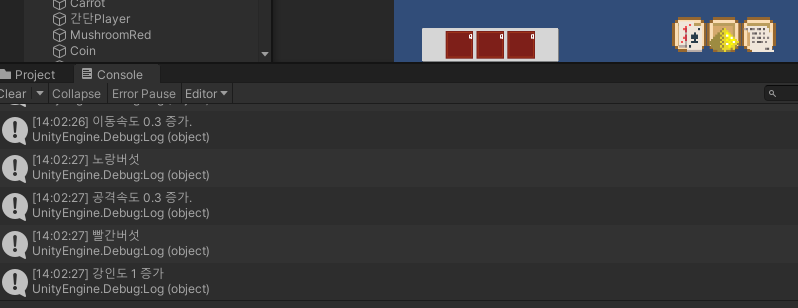 Carrot
간단Player
MushroomRed
Coin
Project
Console
Clear
Collapse
Error Pause
Editor
[14:02:26] 이동속도 0.3 증가.
UnityEngine.Debug:Log (object)
[14:02:27] 노랑버섯
UnityEngine.Debug:Log (object)
[14:02:27] 공격속도 0.3 증가.
UnityEngine.Debug:Log (object)
[14:02:27] 빨간버섯
UnityEngine.Debug:Log (object)
[14:02:27] 강인도 1 증가
UnityEngine.Debug:Log (object)